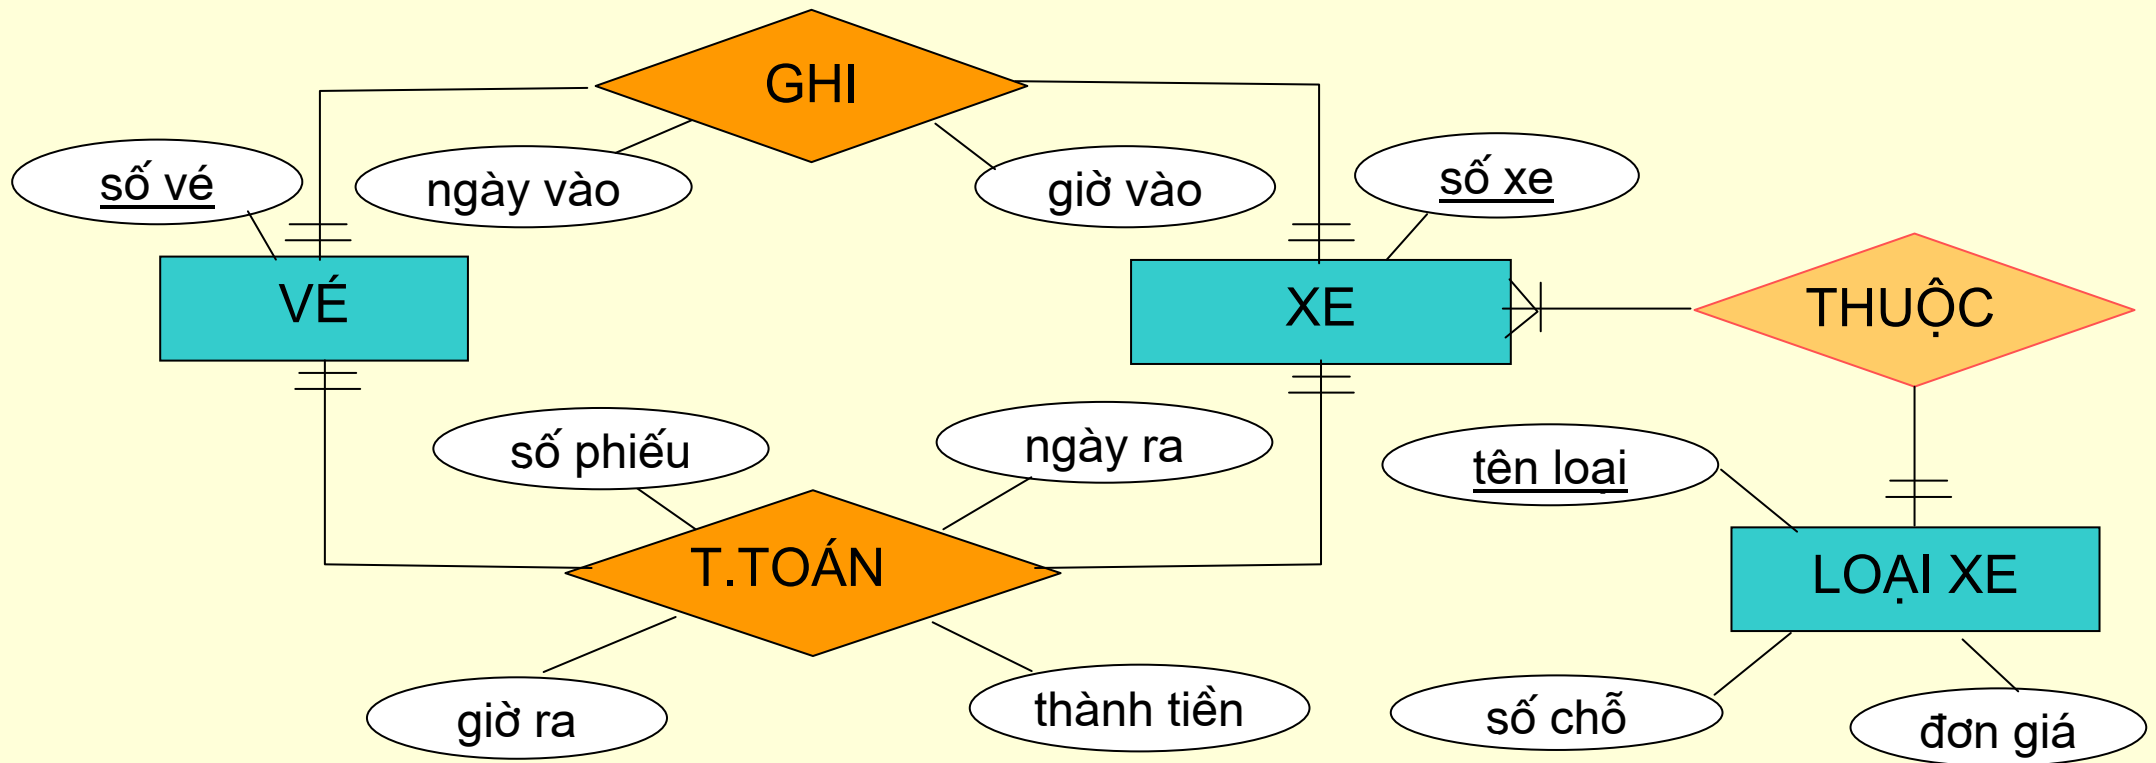 GHI
số vé
ngày vào
giờ vào
số xe
VÉ
XE
THUỘC
số phiếu
ngày ra
tên loại
T.TOÁN
LOẠI XE
giờ ra
thành tiền
số chỗ
đơn giá